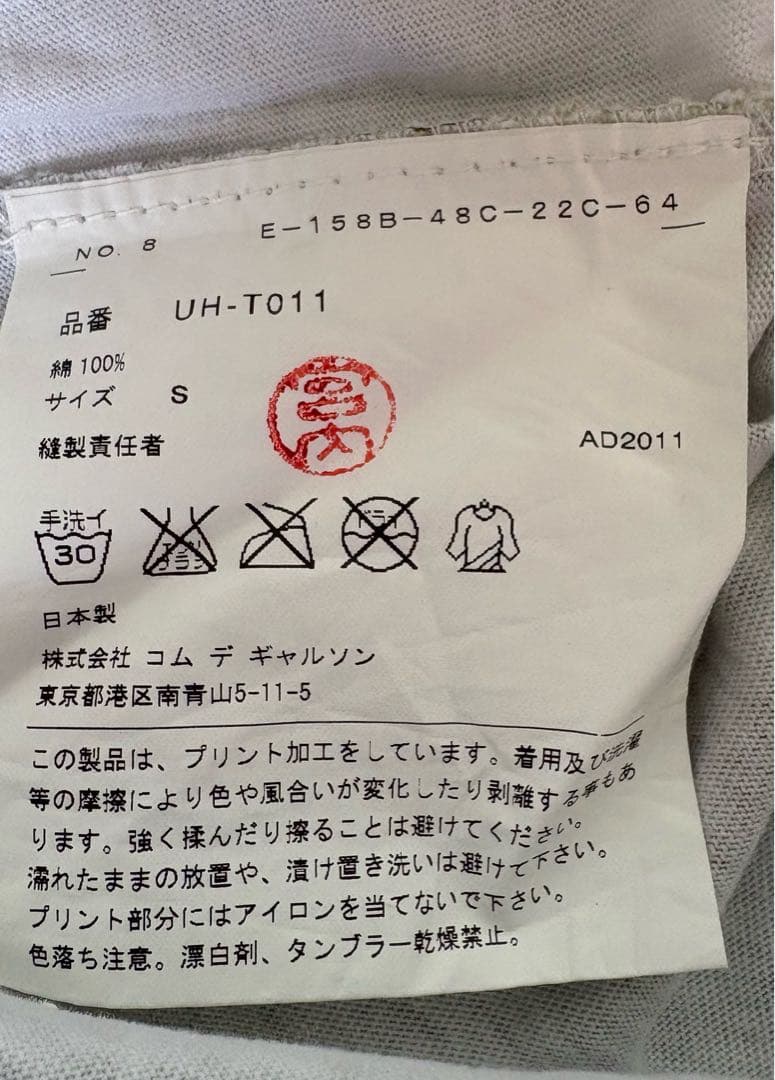 NO. 8 E-158B-48C-22C-64
品番 UH-T011
綿 100%
サイズ S
縫製責任者
AD2011
手洗イ
30
エンソ
サラシ
ドライ
日本製
株式会社 コム デ ギャルソン
東京都港区南青山5-11-5
この製品は、プリント加工をしています。着用及び洗濯
等の摩擦により色や風合いが変化したり剥離する事もあ
ります。強く揉んだり擦ることは避けてください。
濡れたままの放置や、漬け置き洗いは避けて下さい。
プリント部分にはアイロンを当てないで下さい。
色落ち注意。漂白剤、タンブラー乾燥禁止。